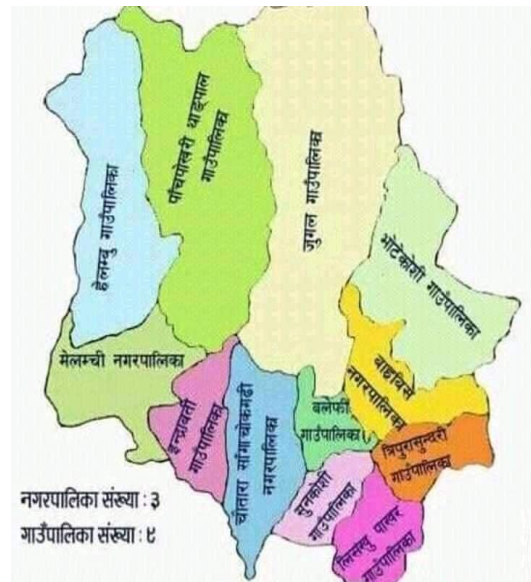 हेलम्बु गाउँपालिका
पाँचपोखरी थाङ्पाल
गाउँपालिका
जुगल गाउँपालिका
भोटेकोशी गाउँपालिका
मेलम्ची नगरपालिका
इन्द्रावती
गाउँपालिका
चौतारा साँगाचोकगढी
नगरपालिका
बलेफी
गाउँपालिका
बाह्रबिसे
नगरपालिका
त्रिपुरासुन्दरी
गाउँपालिका
सुनकोशी
गाउँपालिका
लिसंखु पाखर
गाउँपालिका
नगरपालिका संख्या : ३
गाउँपालिका संख्या : ९